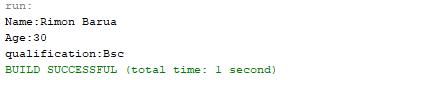 run:
Name:Rimon Barua
Age:30
qualification:Bsc
BUILD SUCCESSFUL (total time: 1 second)